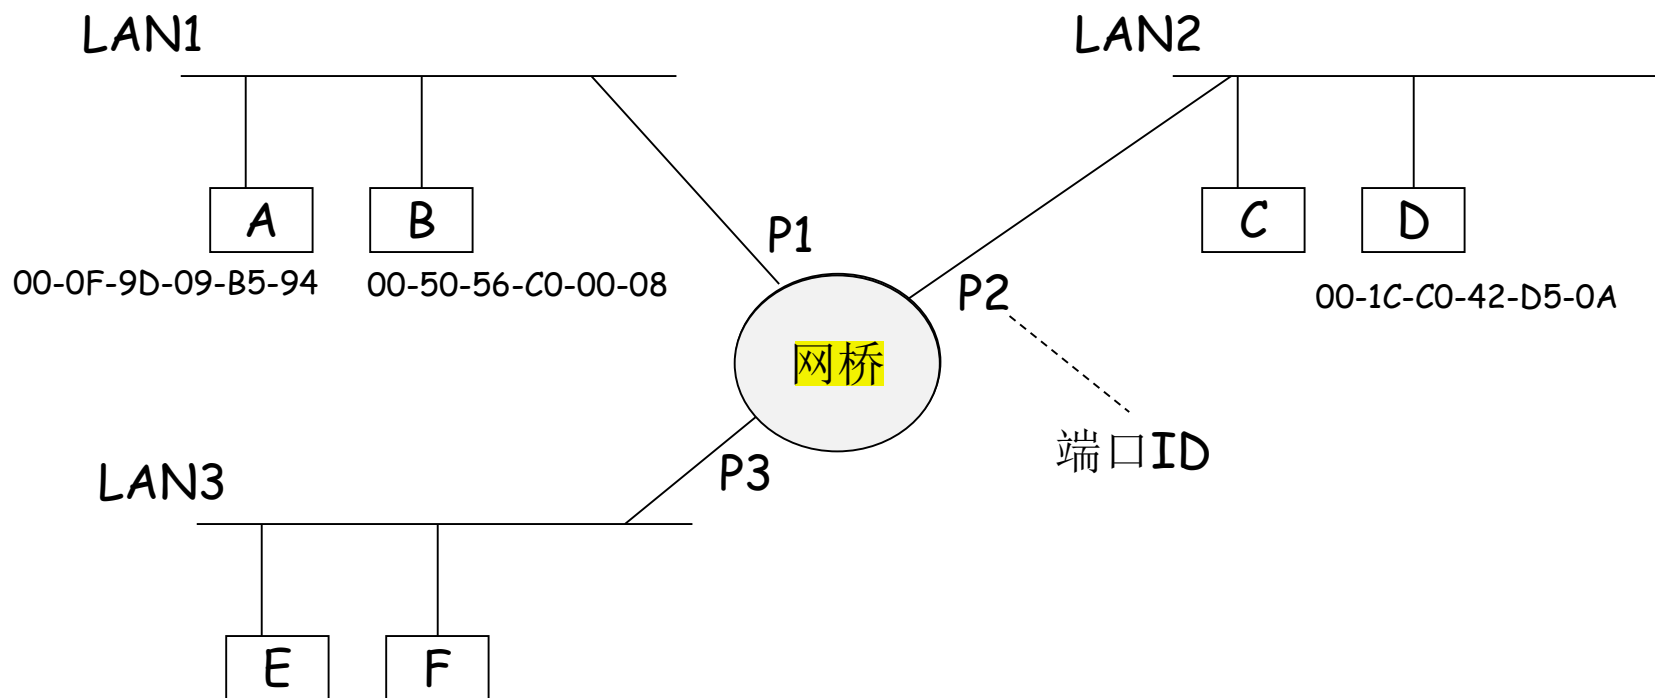 LAN1
LAN2
A
B
C
D
P1
00-0F-9D-09-B5-94
00-50-56-C0-00-08
P2
00-1C-C0-42-D5-0A
网桥
端口ID
LAN3
P3
E
F